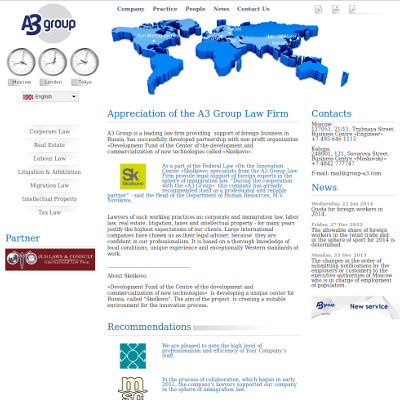 A3 group
Company Practice People News Contact Us
Moscow London Tokyo
English
Corporate Law
Real Estate
Labour Law
Litigation & Arbitration
Migration Law
Intellectual Property
Tax Law
Partner
Appreciation of the A3 Group Law Firm
A3 Group is a leading law firm providing support of foreign business in
Russia, has successfully developed partnership with non-profit organization
«Development Fund of the Center of the development and
commercialization of new technologies called «Skolkovo».
Sk
Skolkovo
As a part of the Federal Law «On the Innovation
Center «Skolkovo» specialists from the A3 Group Law
Firm provide legal support of foreign experts in the
sphere of immigration law. "During the cooperation
with the «A3 Group» this company has already
recommended itself as a professional and reliable
partner" - said the Head of the Department of Human Resources, M.V.
Novikova.
Lawyers of such working practices as corporate and immigration law, labor
law, real estate, litigation, taxes and intellectual property - for many years
justify the highest expectations of our clients. Large international
companies have chosen us as their legal adviser, because they are
confident in our professionalism. It is based on a thorough knowledge of
local conditions, unique experience and exceptionally Western standards of
work.
About Skolkovo.
«Development Fund of the Centre of the development and
commercialization of new technologies» is developing a unique center for
Russia, called "Skolkovo". The aim of the project is creating a suitable
environment for the innovation process.
Recommendations
We are pleased to note the high level of
professionalism and efficiency of Your Company's
staff.
In the process of collaboration, which began in early
2011, the company's lawyers supported our company
in the sphere of immigration law.
Contacts
Moscow:
127051, 21/11, Trubnaya Street,
Business Centre «Engineer»
+7 495 646 1115
Kaluga:
248001, 121, Suvorova Street,
Business Centre «Moskovsky»
+7 4842 777747
E-mail: mail@group-a3.com
News
Wednesday, 22 Jan 2014
Quota for foreign workers in
2014.
Friday, 27 Dec 2013
The allowable share of foreign
workers in the retail trade and
in the sphere of sport for 2014 is
determined.
Monday, 23 Dec 2013
The changes in the order of
submitting notifications by the
employers or customers to the
executive authorities of Moscow
who is in charge of employment
of population.
A3 group New service